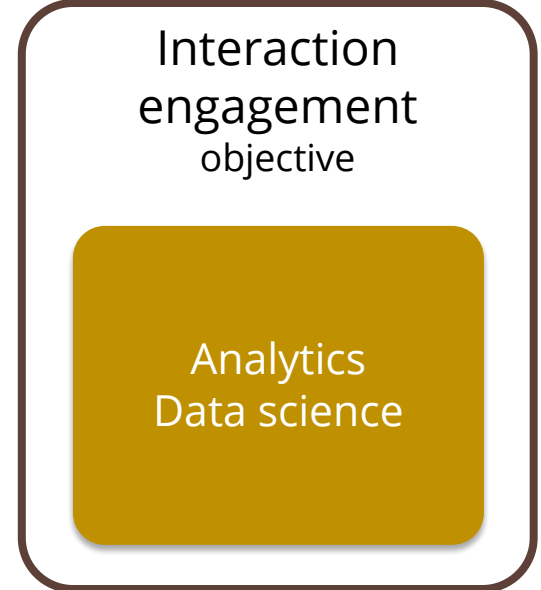 Interaction
engagement
objective
Analytics
Data science